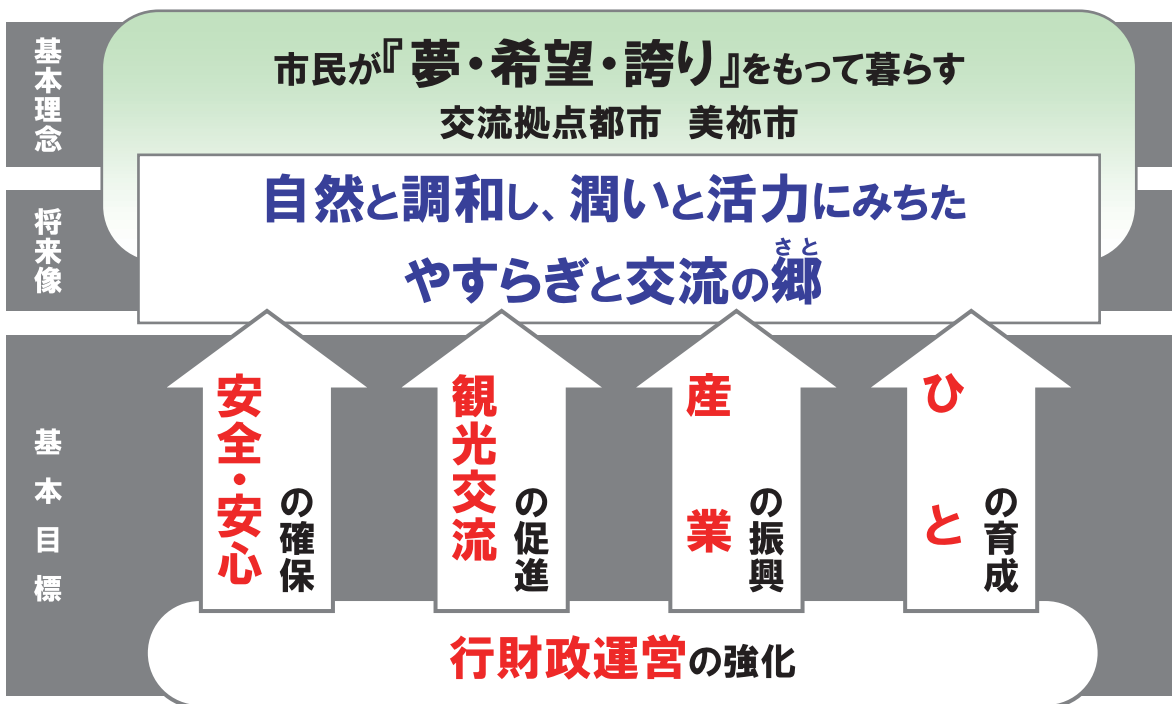 基本理念
市民が『夢・希望・誇り』をもって暮らす
交流拠点都市 美祢市
将来像
自然と調和し、潤いと活力にみちた
さと
やすらぎと交流の郷
基本目標
安全・安心
の確保
観光交流
の促進
産業
の振興
ひと
の育成
行財政運営の強化